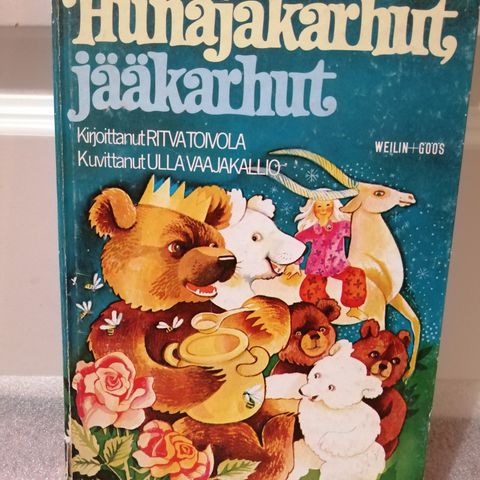 Hunajakarhut,
jääkarhut
Kirjoittanut RITVA TOIVOLA
Kuvittanut ULLA VAAJAKALLIO
WEILIN+GÖÖS